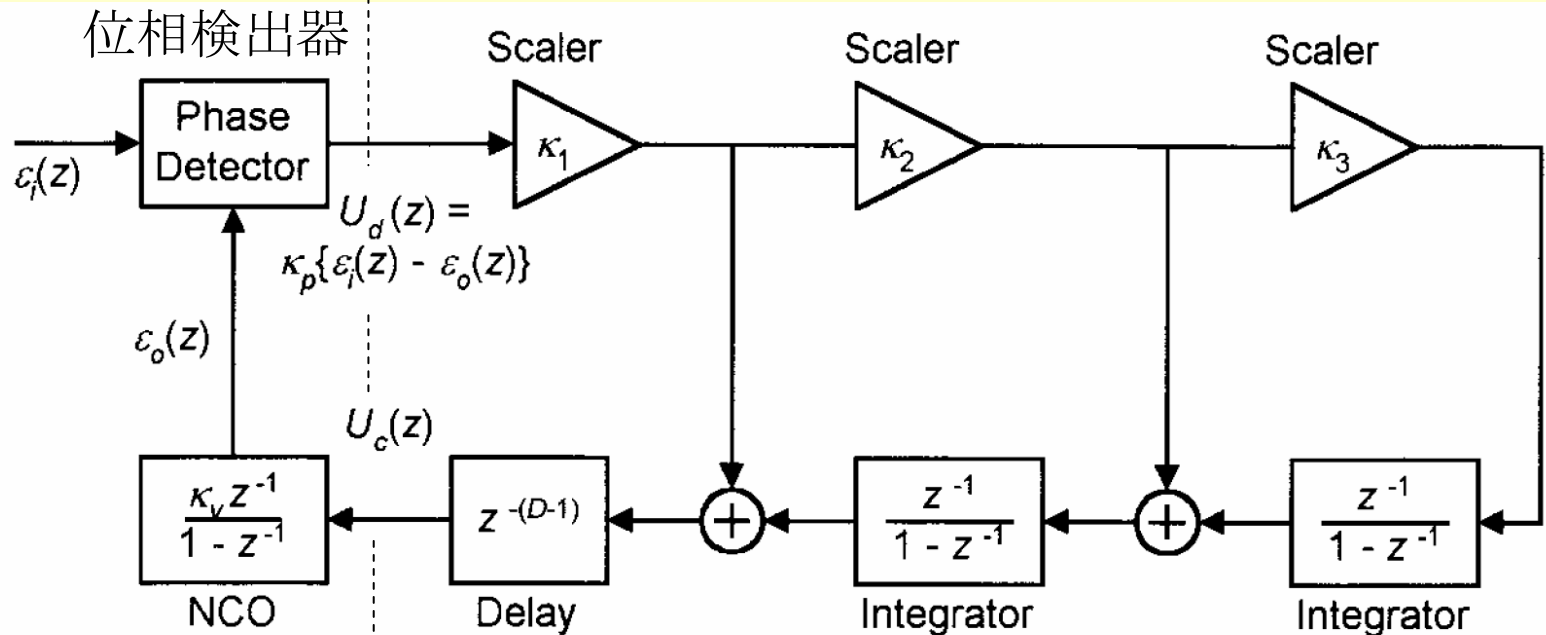 位相検出器
Scaler
Scaler
Scaler
Phase
Detector
κ1
κ2
κ3
εi(z)
Ud(z) =
κp{εi(z) - εo(z)}
εo(z)
Uc(z)
κv z^-1
1 - z^-1
z^-(D-1)
+
z^-1
1 - z^-1
+
z^-1
1 - z^-1
NCO
Delay
Integrator
Integrator